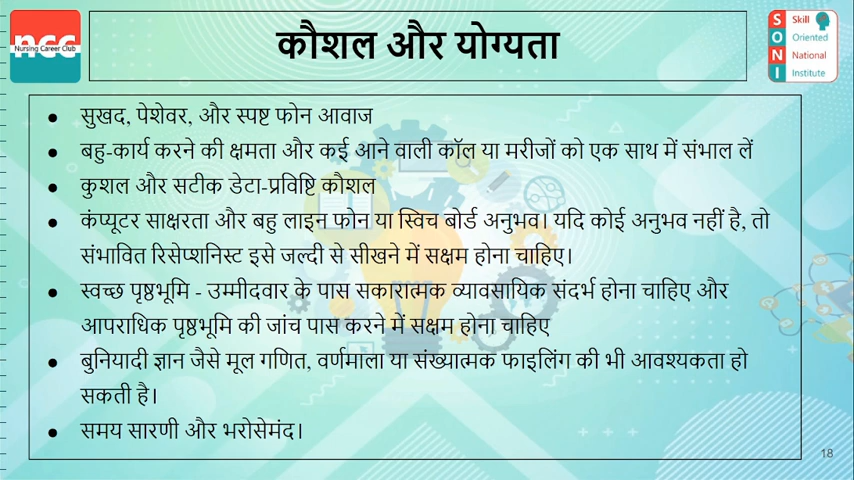 ncc
Nursing Career Club
कौशल और योग्यता
S Skill
O Oriented
N National
I Institute
● सुखद, पेशेवर, और स्पष्ट फोन आवाज
● बहु-कार्य करने की क्षमता और कई आने वाली कॉल या मरीजों को एक साथ में संभाल लें
● कुशल और सटीक डेटा-प्रविष्टि कौशल
● कंप्यूटर साक्षरता और बहु लाइन फोन या स्विच बोर्ड अनुभव। यदि कोई अनुभव नहीं है, तो
संभावित रिसेप्शनिस्ट इसे जल्दी से सीखने में सक्षम होना चाहिए।
● स्वच्छ पृष्ठभूमि - उम्मीदवार के पास सकारात्मक व्यावसायिक संदर्भ होना चाहिए और
आपराधिक पृष्ठभूमि की जांच पास करने में सक्षम होना चाहिए
● बुनियादी ज्ञान जैसे मूल गणित, वर्णमाला या संख्यात्मक फाइलिंग की भी आवश्यकता हो
सकती है।
● समय सारणी और भरोसेमंद।
18